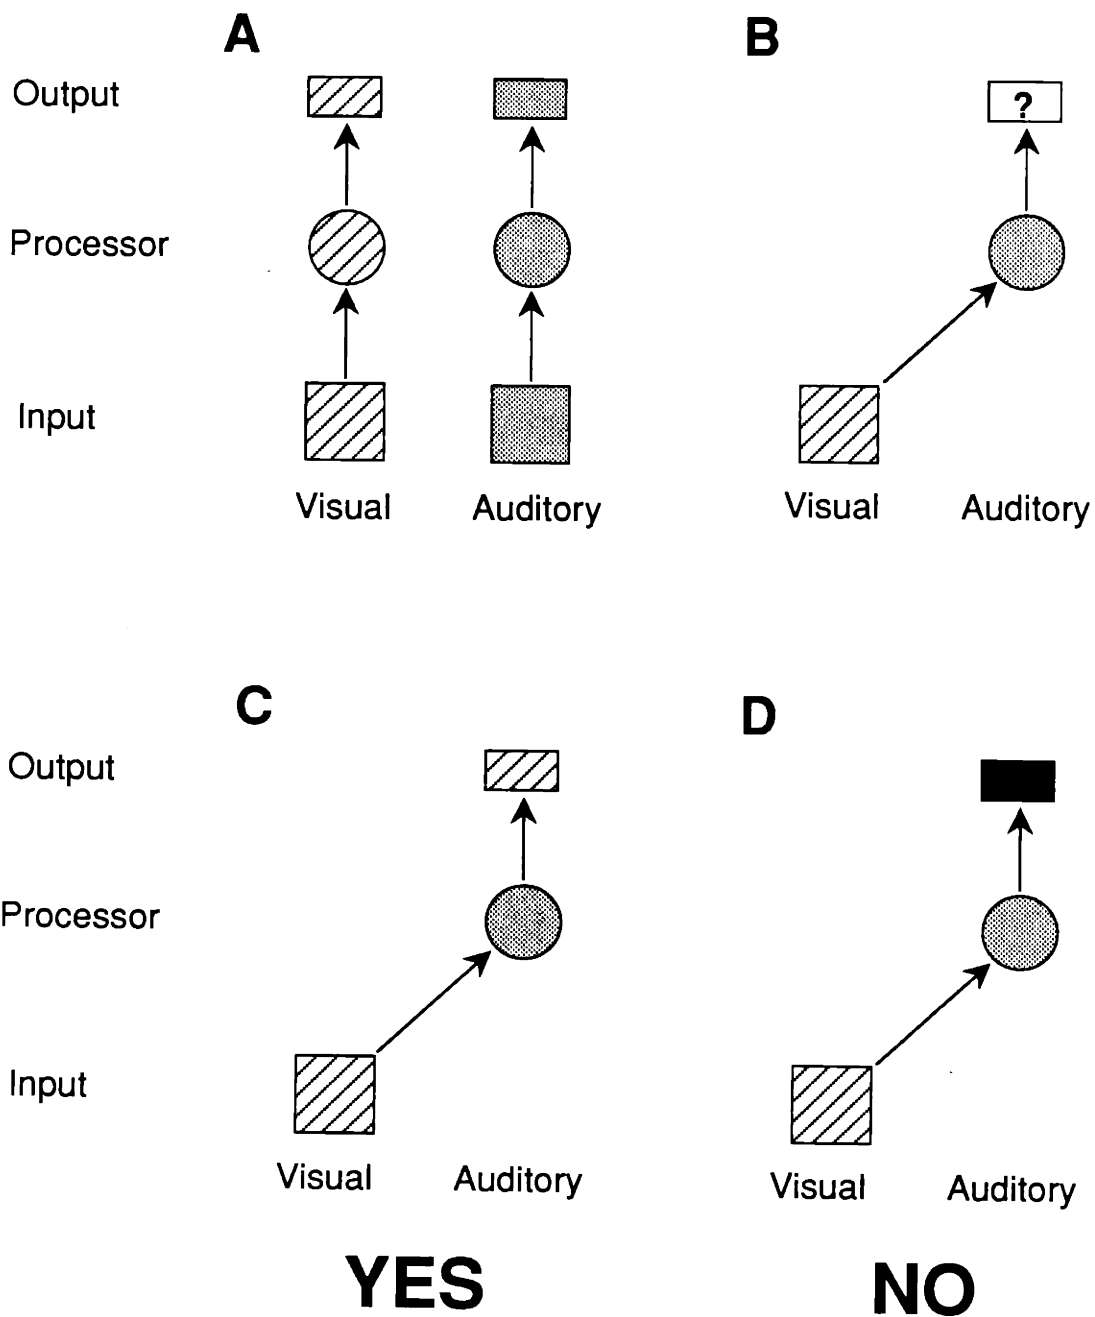 A
B
Output
?
Processor
Input
Visual
Auditory
Visual
Auditory
C
D
Output
Processor
Input
Visual
Auditory
Visual
Auditory
YES
NO